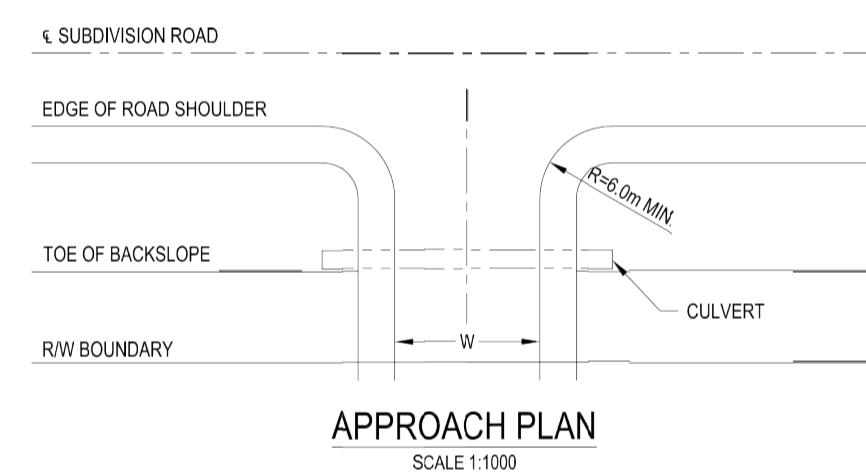 ℄ SUBDIVISION ROAD
EDGE OF ROAD SHOULDER
R=6.0m MIN.
TOE OF BACKSLOPE
CULVERT
R/W BOUNDARY
W
APPROACH PLAN
SCALE 1:1000